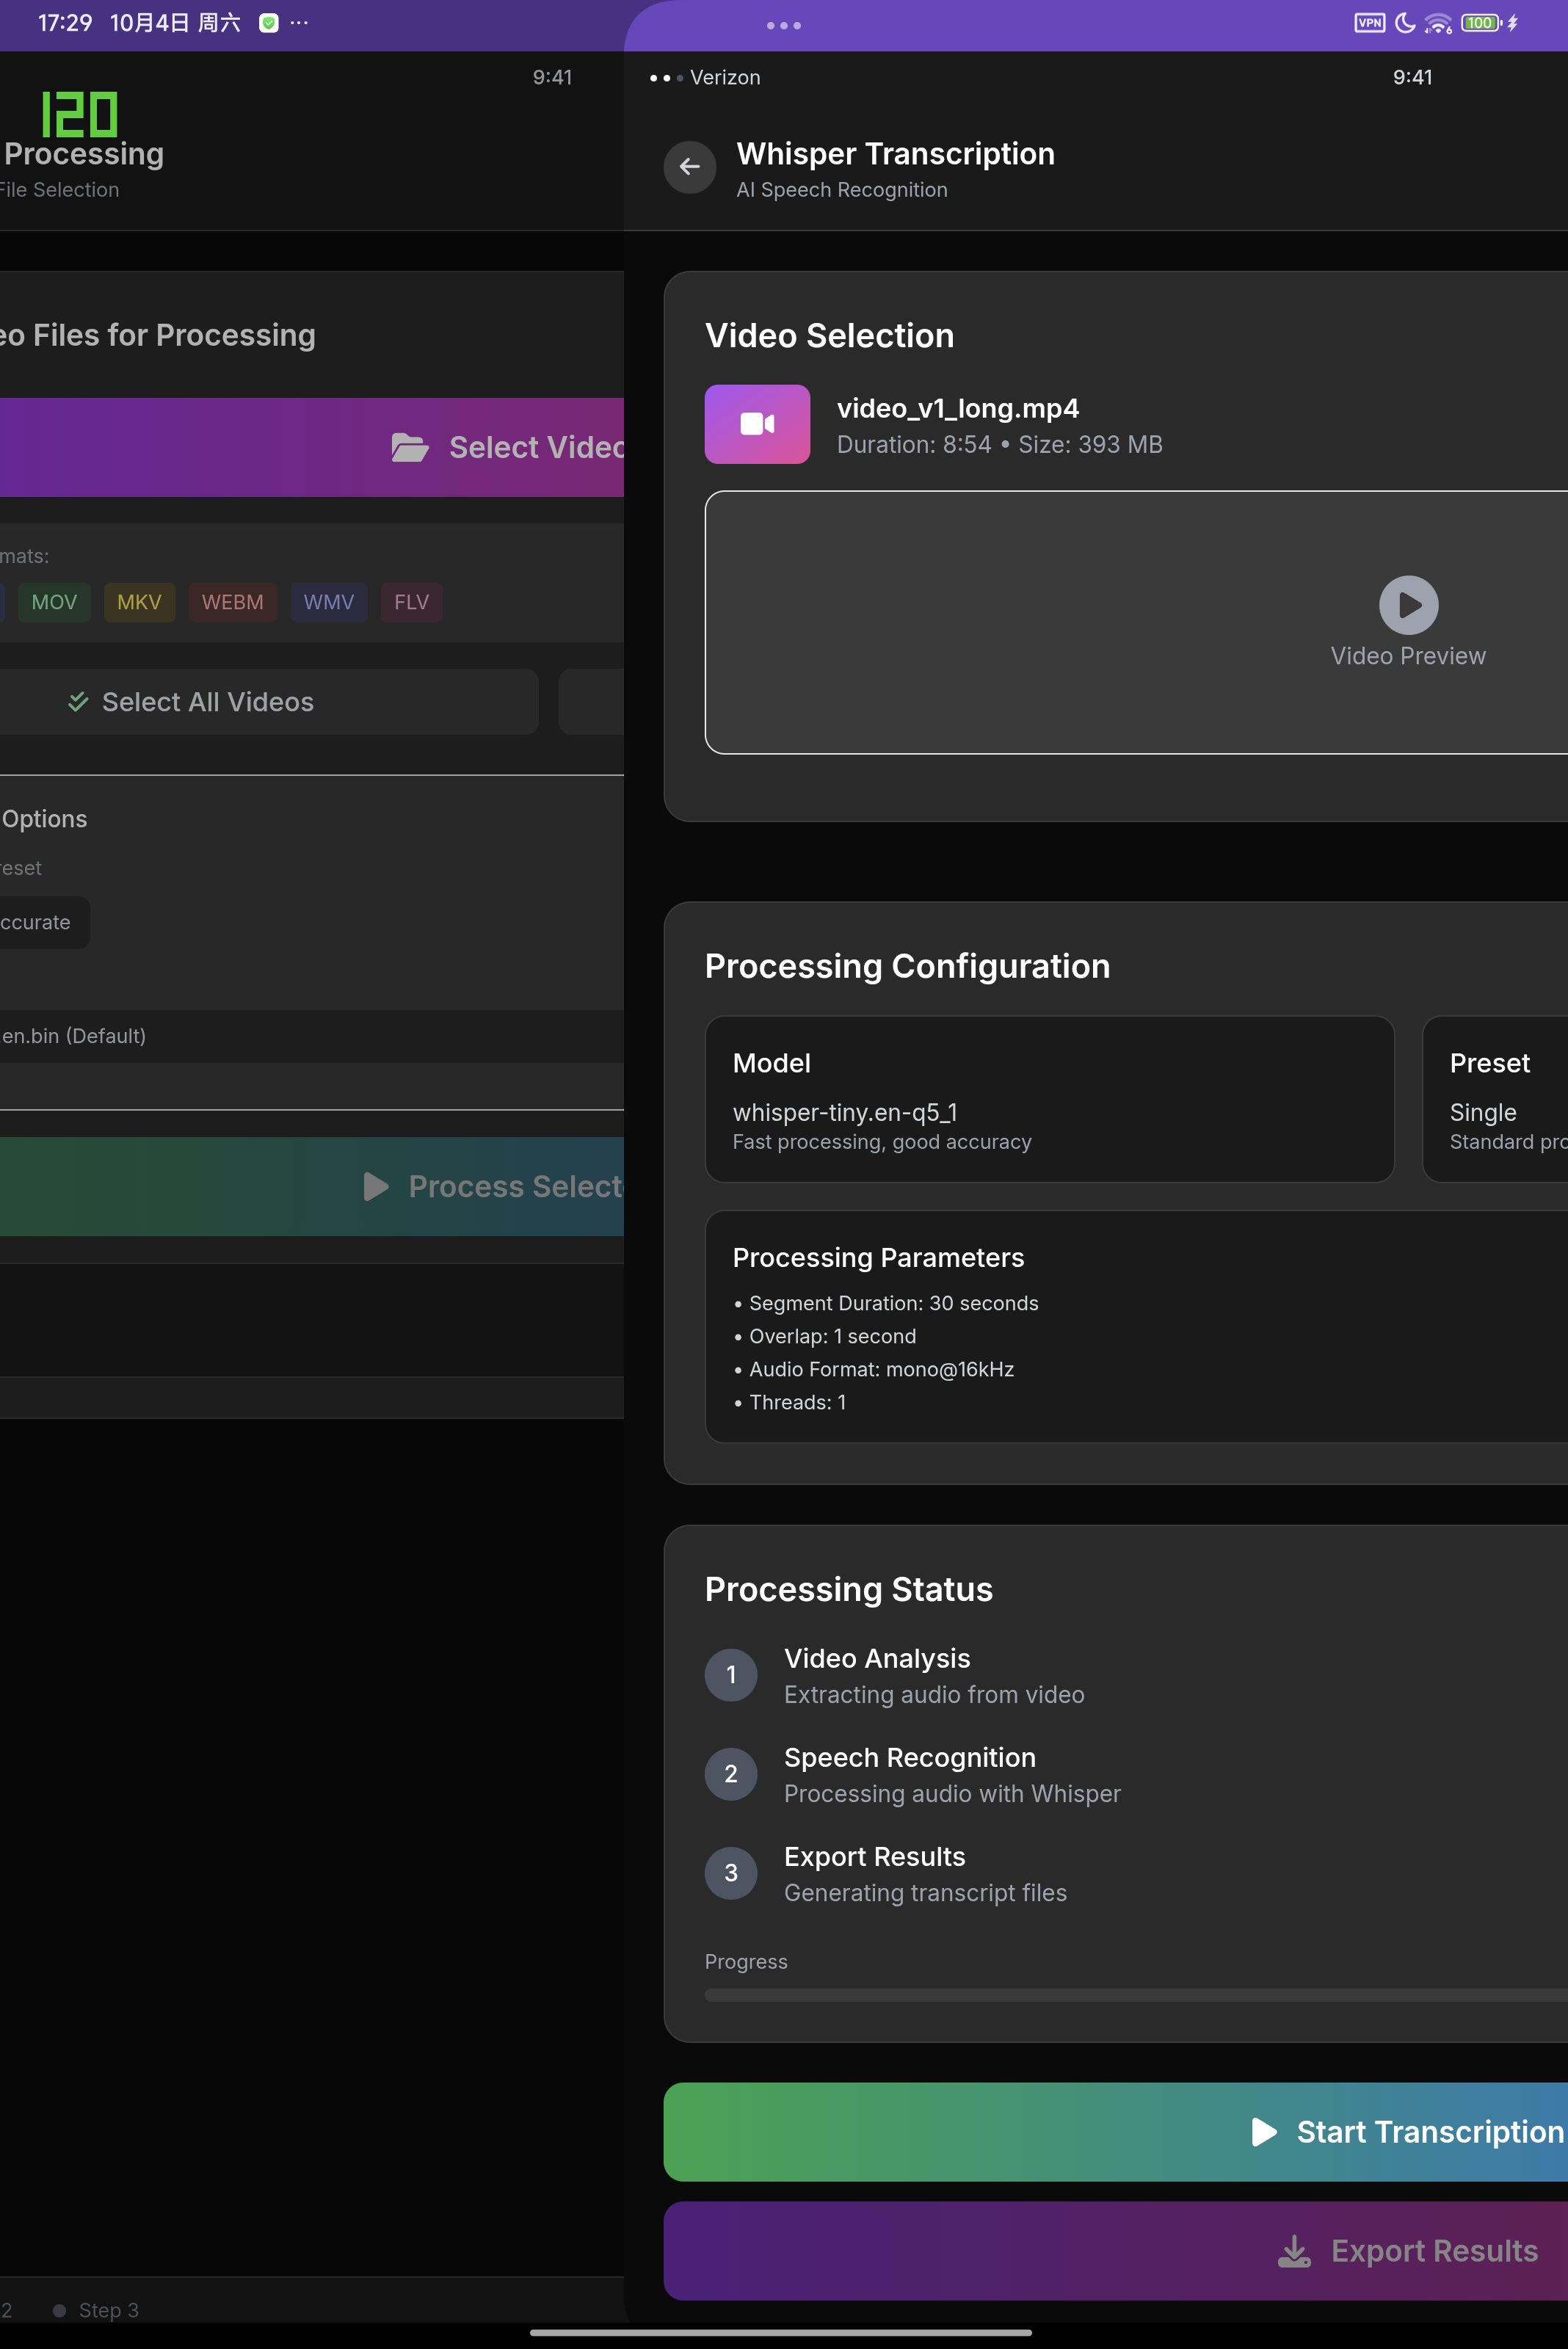 17:29 10月4日 周六 ...
VPN 6 100
9:41
120
Processing
File Selection
eo Files for Processing
Select Videо
mats:
MOV MKV WEBM WMV FLV
Select All Videos
Options
reset
ccurate
en.bin (Default)
Process Select
2 Step 3
Verizon 9:41
Whisper Transcription
AI Speech Recognition
Video Selection
video_v1_long.mp4
Duration: 8:54 • Size: 393 MB
Video Preview
Processing Configuration
Model
whisper-tiny.en-q5_1
Fast processing, good accuracy
Preset
Single
Standard pro
Processing Parameters
• Segment Duration: 30 seconds
• Overlap: 1 second
• Audio Format: mono@16kHz
• Threads: 1
Processing Status
1 Video Analysis
Extracting audio from video
2 Speech Recognition
Processing audio with Whisper
3 Export Results
Generating transcript files
Progress
Start Transcription
Export Results